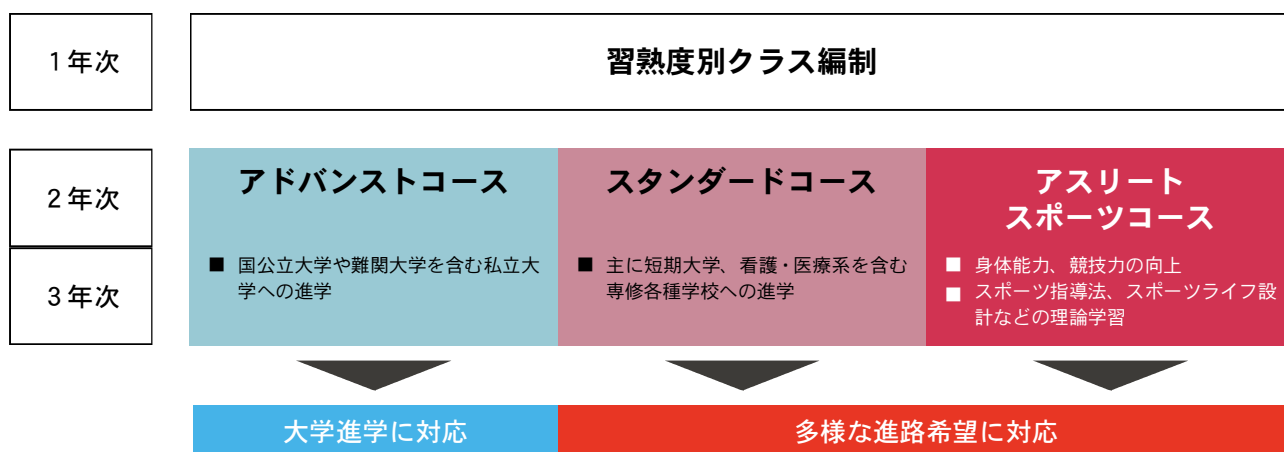 1年次
習熟度別クラス編制
2年次
3年次
アドバンストコース
■ 国公立大学や難関大学を含む私立大
学への進学
スタンダードコース
■ 主に短期大学、看護・医療系を含む
専修各種学校への進学
アスリート
スポーツコース
■ 身体能力、競技力の向上
■ スポーツ指導法、スポーツライフ設
計などの理論学習
大学進学に対応
多様な進路希望に対応